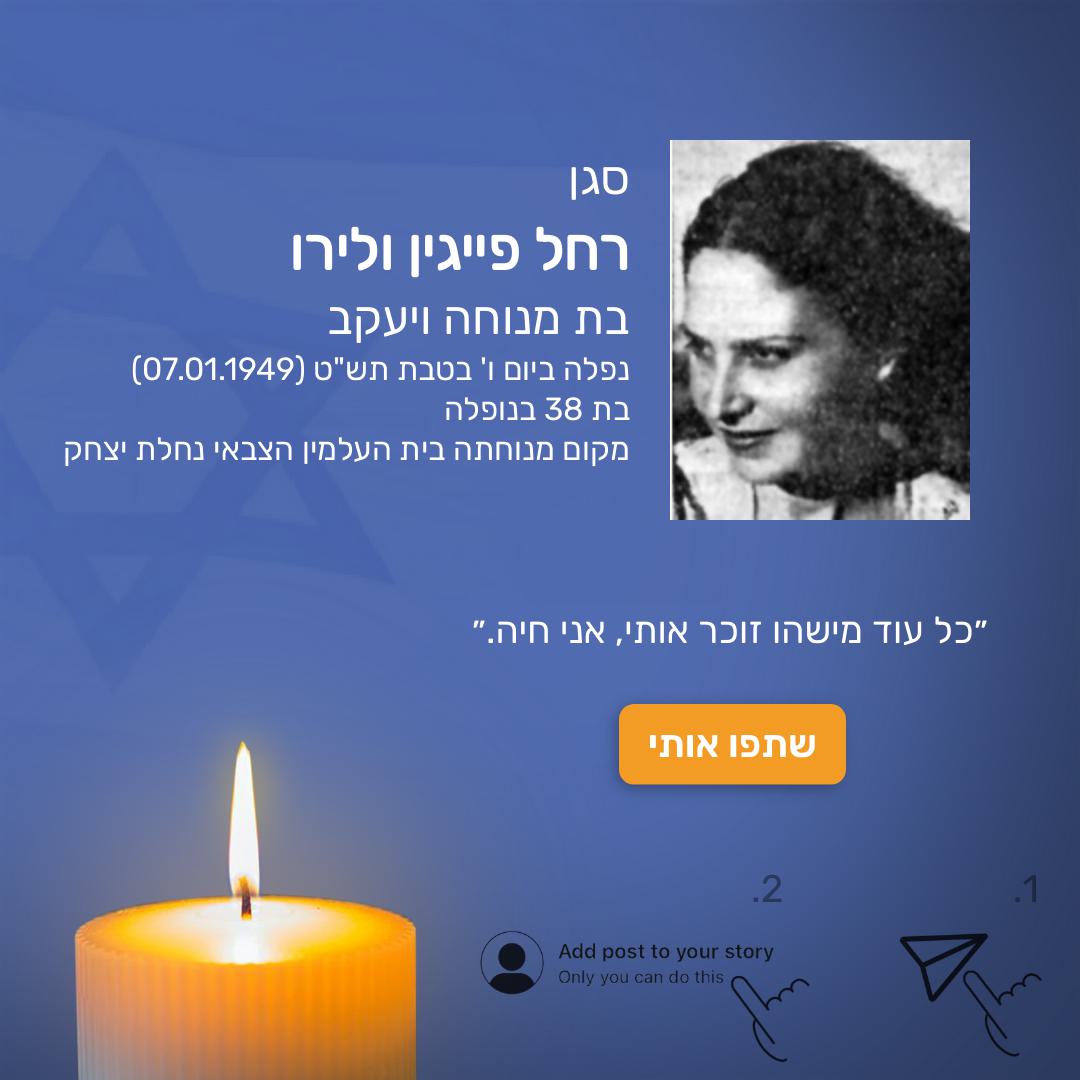 סגן
רחל פייגין ולירו
בת מנוחה ויעקב
נפלה ביום ו' בטבת תש"ט (07.01.1949)
בת 38 בנופלה
מקום מנוחתה בית העלמין הצבאי נחלת יצחק
״כל עוד מישהו זוכר אותי, אני חיה.״
שתפו אותי
.1
.2
Add post to your story
Only you can do this